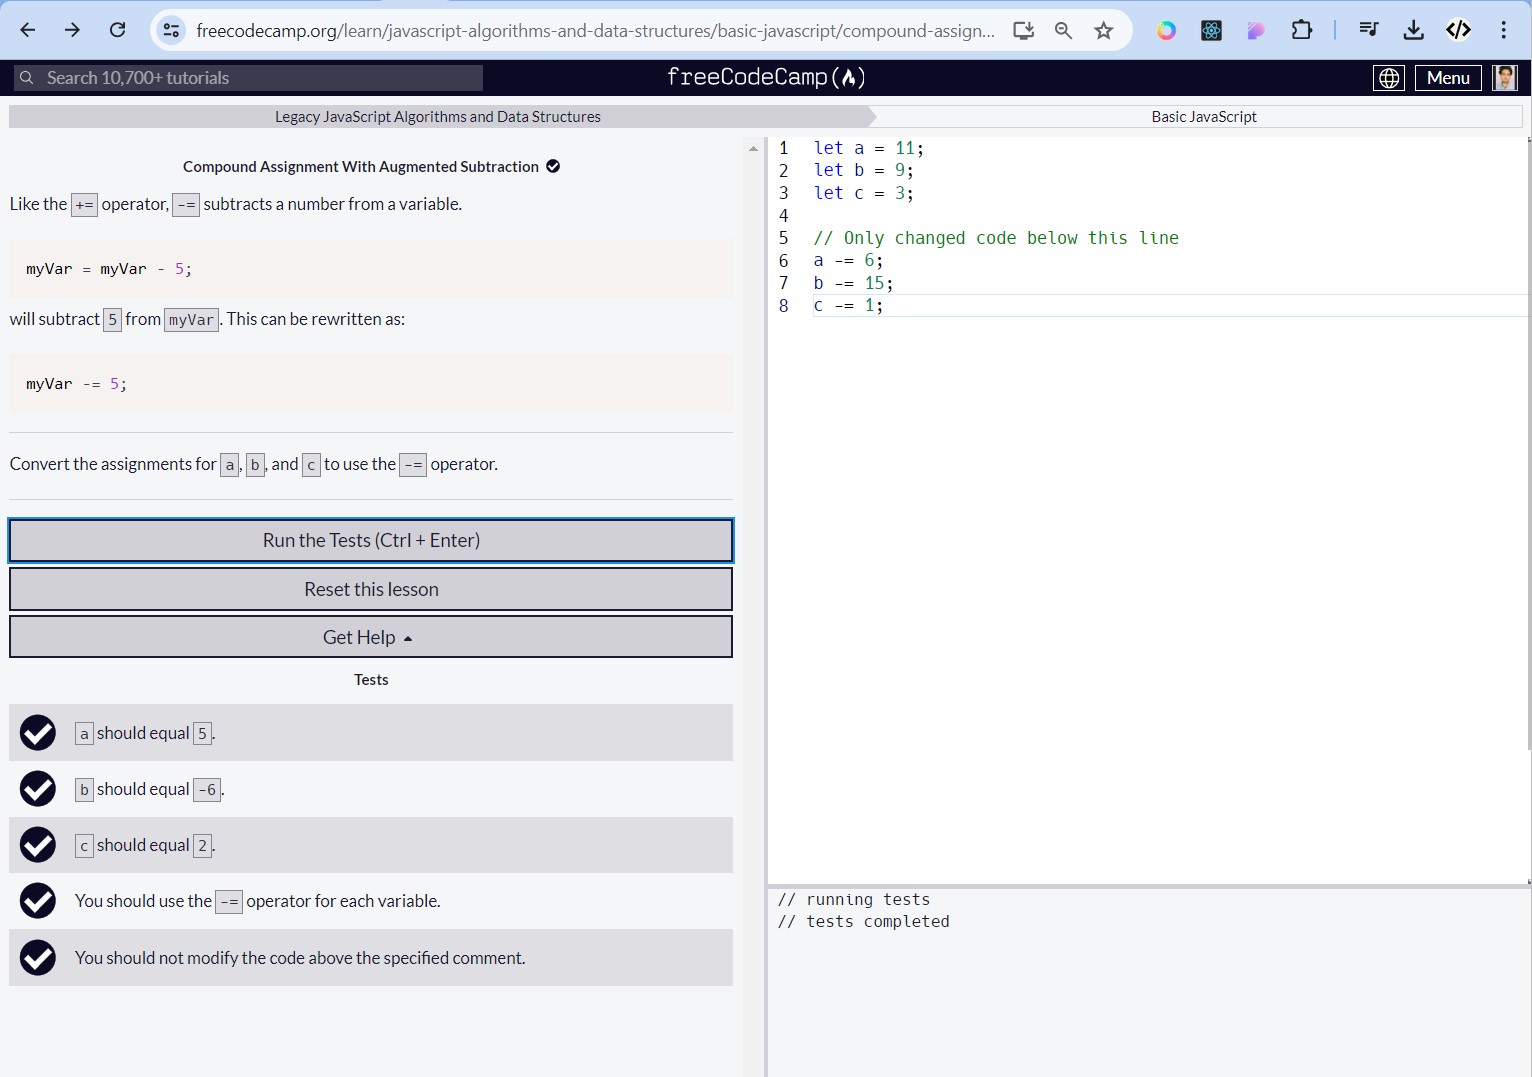 freecodecamp.org/learn/javascript-algorithms-and-data-structures/basic-javascript/compound-assign...
Search 10,700+ tutorials
freeCodeCamp
Menu
Legacy JavaScript Algorithms and Data Structures
Basic JavaScript
Compound Assignment With Augmented Subtraction
Like the += operator, -= subtracts a number from a variable.
myVar = myVar - 5;
will subtract 5 from myVar. This can be rewritten as:
myVar -= 5;
Convert the assignments for a, b, and c to use the -= operator.
Run the Tests (Ctrl + Enter)
Reset this lesson
Get Help
Tests
a should equal 5.
b should equal -6.
c should equal 2.
You should use the -= operator for each variable.
You should not modify the code above the specified comment.
1 let a = 11;
2 let b = 9;
3 let c = 3;
4
5 // Only changed code below this line
6 a -= 6;
7 b -= 15;
8 c -= 1;
// running tests
// tests completed